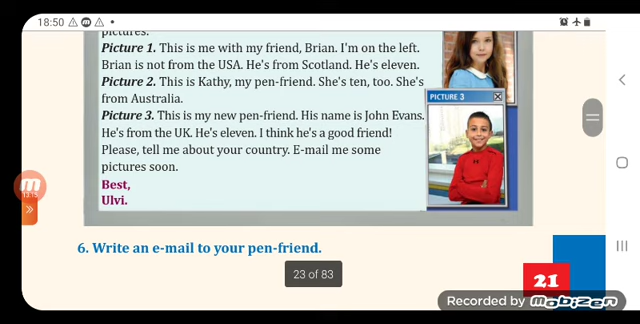 18:50
pictures.
Picture 1. This is me with my friend, Brian. I'm on the left.
Brian is not from the USA. He's from Scotland. He's eleven.
Picture 2. This is Kathy, my pen-friend. She's ten, too. She's
from Australia.
PICTURE 3
Picture 3. This is my new pen-friend. His name is John Evans.
He's from the UK. He's eleven. I think he's a good friend!
Please, tell me about your country. E-mail me some
pictures soon.
Best,
Ulvi.
13:15
6. Write an e-mail to your pen-friend.
23 of 83
21
Recorded by Mobizen